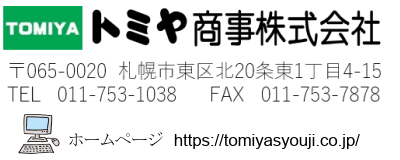 TOMIYA トミヤ商事株式会社
〒065-0020 札幌市東区北20条東1丁目4-15
TEL 011-753-1038 FAX 011-753-7878
ホームページ https://tomiyasyouji.co.jp/